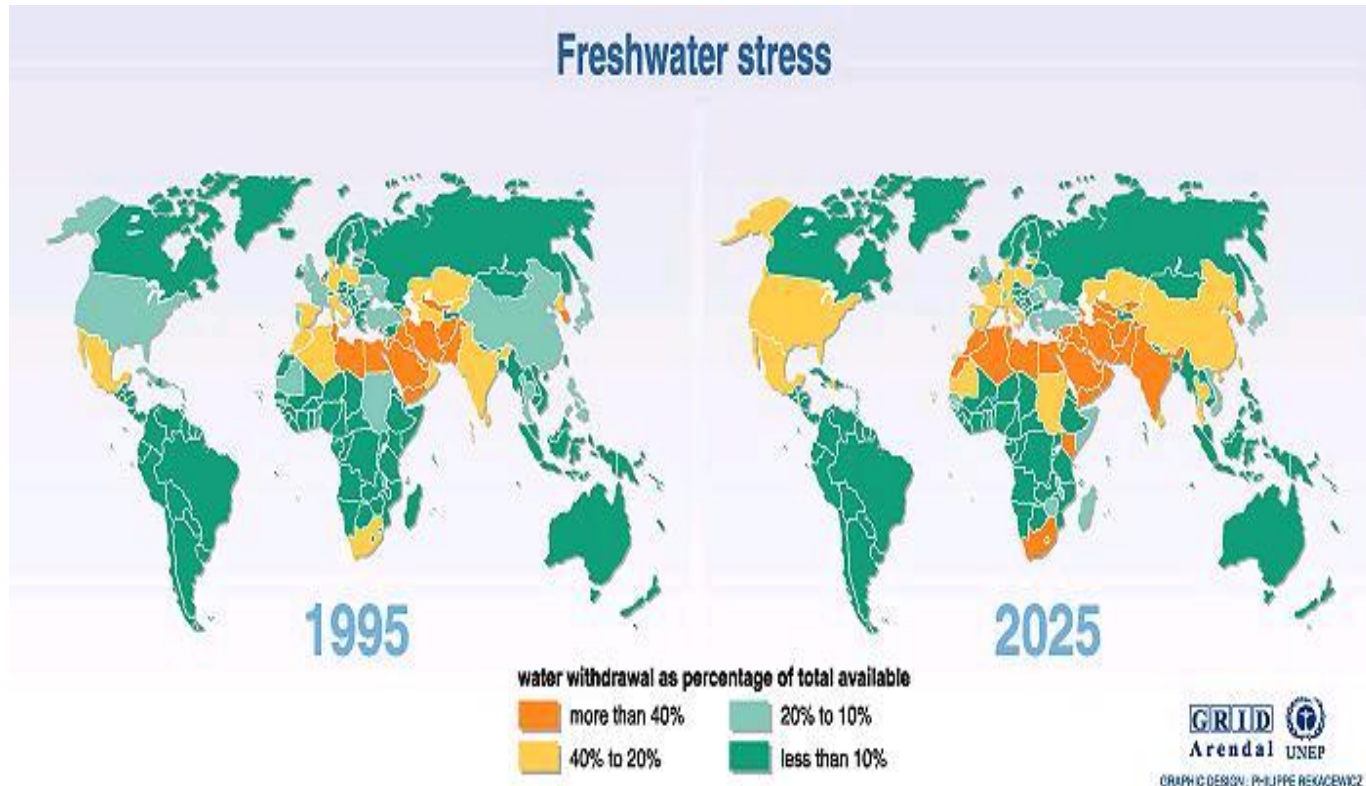 Freshwater stress
1995
2025
water withdrawal as percentage of total available
more than 40%
40% to 20%
20% to 10%
less than 10%
GRID
Arendal
UNEP
GRAPHIC DESIGN : PHILIPPE REKACEWICZ